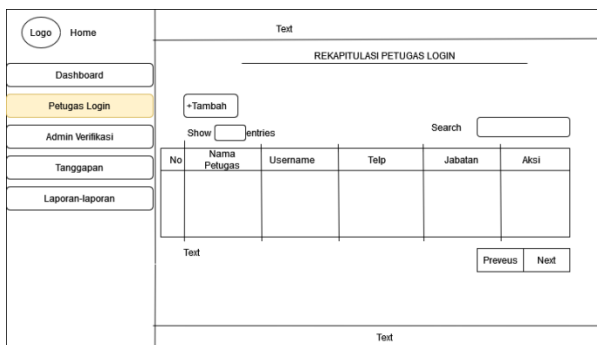 Logo Home
Text
REKAPITULASI PETUGAS LOGIN
Dashboard
Petugas Login
Admin Verifikasi
Tanggapan
Laporan-laporan
+Tambah
Show entries
Search
No Nama Petugas Username Telp Jabatan Aksi
Text
Preveus Next
Text